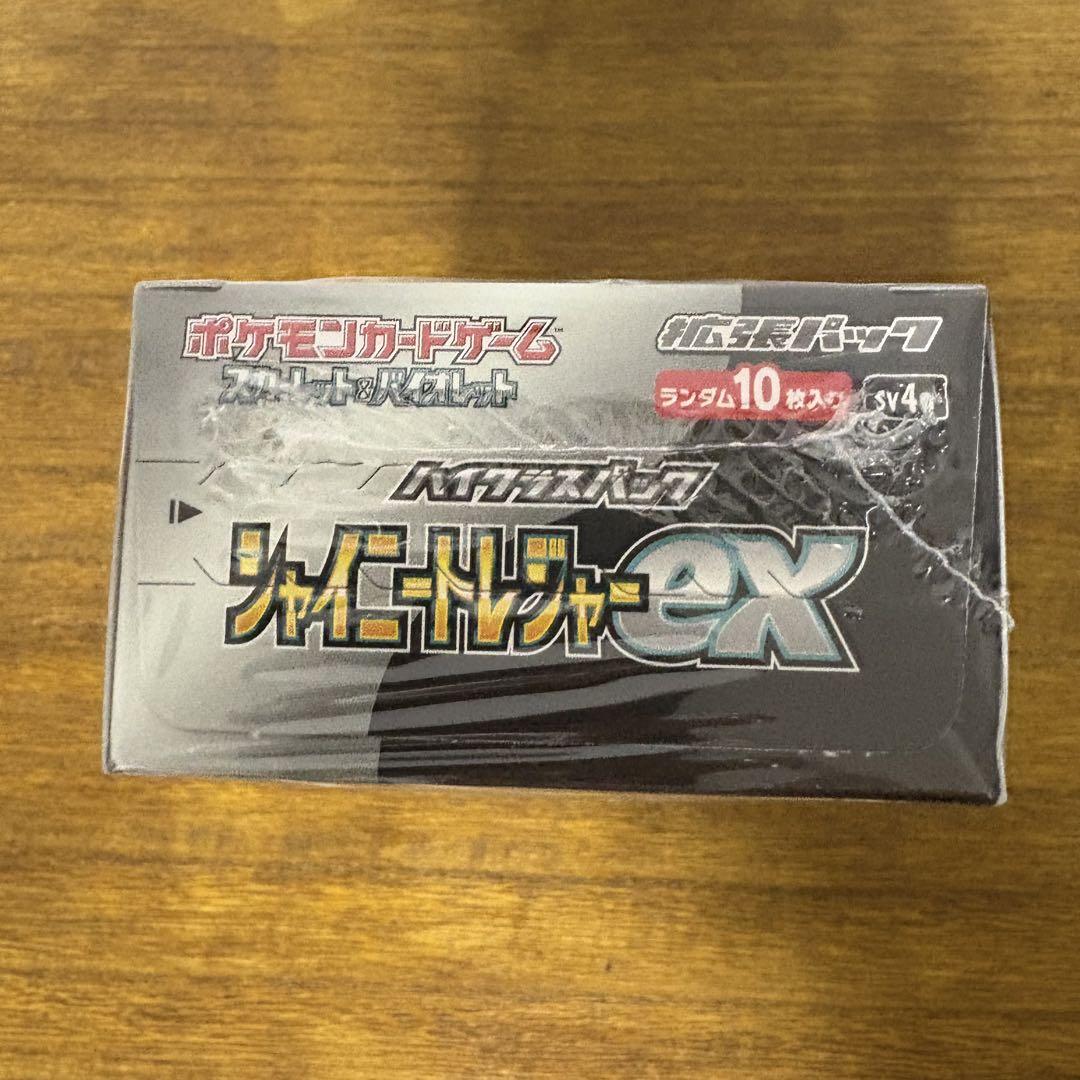 ポケモンカードゲーム™
スカーレット&バイオレット
拡張パック
ランダム10枚入り
sv4a
ハイクラスパック
シャイニートレジャーex